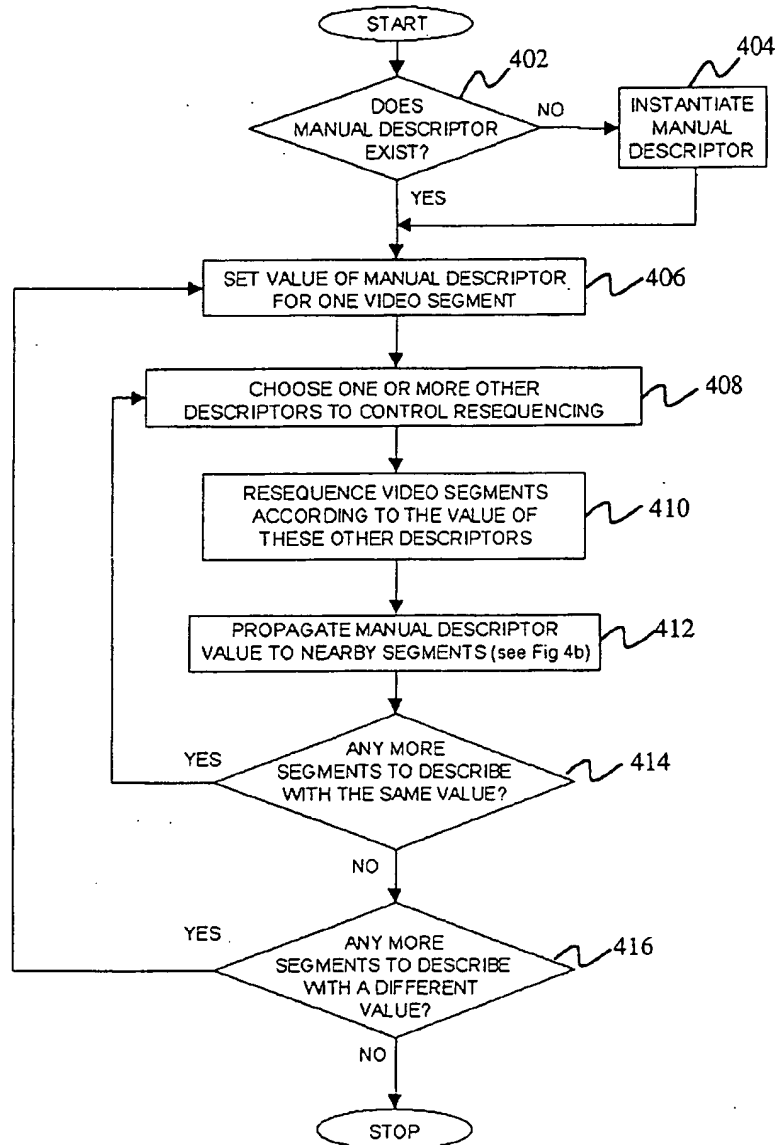 START
402
404
DOES
MANUAL DESCRIPTOR
EXIST?
NO
INSTANTIATE
MANUAL
DESCRIPTOR
YES
SET VALUE OF MANUAL DESCRIPTOR
FOR ONE VIDEO SEGMENT
406
CHOOSE ONE OR MORE OTHER
DESCRIPTORS TO CONTROL RESEQUENCING
408
RESEQUENCE VIDEO SEGMENTS
ACCORDING TO THE VALUE OF
THESE OTHER DESCRIPTORS
410
PROPAGATE MANUAL DESCRIPTOR
VALUE TO NEARBY SEGMENTS (see Fig 4b)
412
YES
ANY MORE
SEGMENTS TO DESCRIBE
WITH THE SAME VALUE?
414
NO
YES
ANY MORE
SEGMENTS TO DESCRIBE
WITH A DIFFERENT
VALUE?
416
NO
STOP